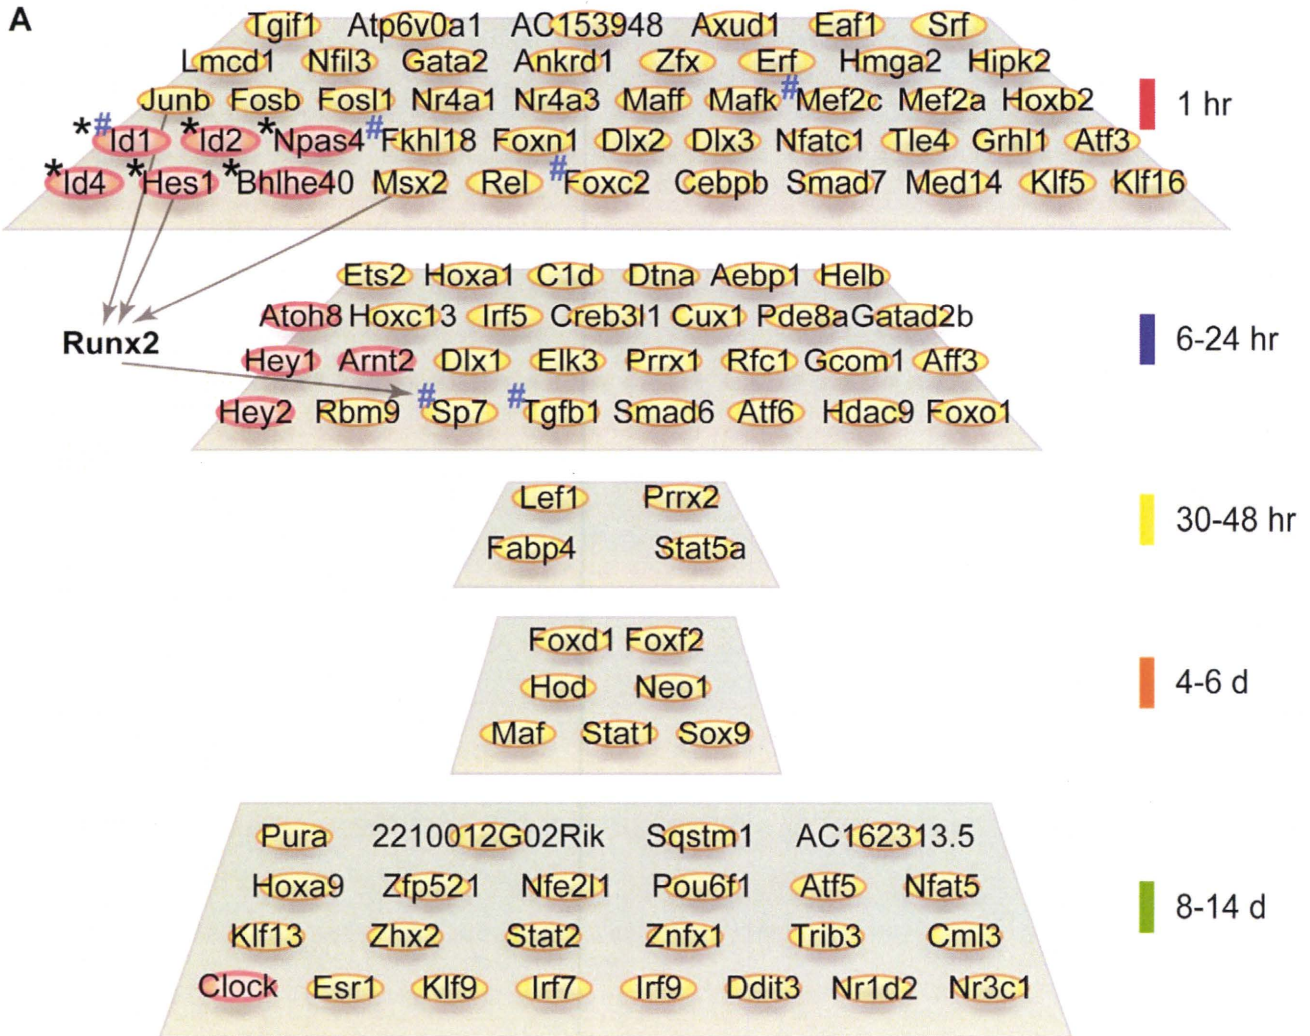 A
Tgif1 Atp6v0a1 AC153948 Axud1 Eaf1 Srf
Lmcd1 Nfil3 Gata2 Ankrd1 Zfx Erf Hmga2 Hipk2
Junb Fosb Fosl1 Nr4a1 Nr4a3 Maff Mafk #Mef2c Mef2a Hoxb2
1 hr
*#Id1 *Id2 *Npas4 #Fkhl18 Foxn1 Dlx2 Dlx3 Nfatc1 Tle4 Grhl1 Atf3
*Id4 *Hes1 *Bhlhe40 Msx2 Rel #Foxc2 Cebpb Smad7 Med14 Klf5 Klf16
Ets2 Hoxa1 C1d Dtna Aebp1 Helb
Atoh8 Hoxc13 Irf5 Creb3l1 Cux1 Pde8a Gatad2b
Runx2
6-24 hr
Hey1 Arnt2 Dlx1 Elk3 Prrx1 Rfc1 Gcom1 Aff3
Hey2 Rbm9 #Sp7 #Tgfb1 Smad6 Atf6 Hdac9 Foxo1
Lef1 Prrx2
30-48 hr
Fabp4 Stat5a
Foxd1 Foxf2
Hod Neo1
4-6 d
Maf Stat1 Sox9
Pura 2210012G02Rik Sqstm1 AC162313.5
Hoxa9 Zfp521 Nfe2l1 Pou6f1 Atf5 Nfat5
8-14 d
Klf13 Zhx2 Stat2 Znfx1 Trib3 Cml3
Clock Esr1 Klf9 Irf7 Irf9 Ddit3 Nr1d2 Nr3c1